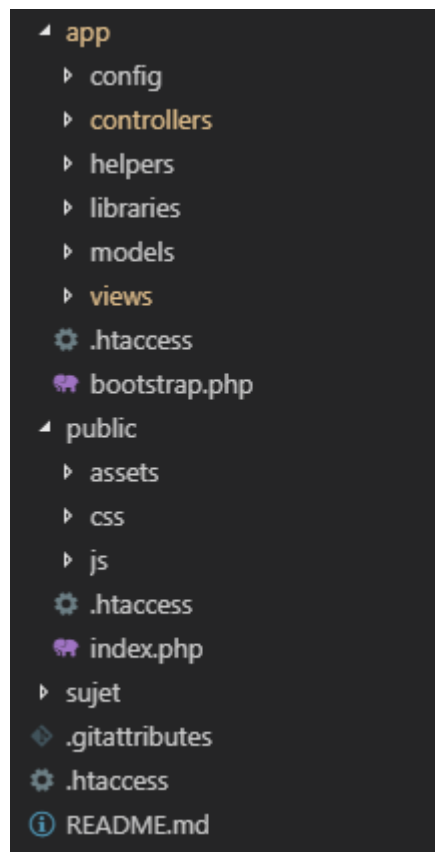 app
config
controllers
helpers
libraries
models
views
.htaccess
bootstrap.php
public
assets
css
js
.htaccess
index.php
sujet
.gitattributes
.htaccess
README.md